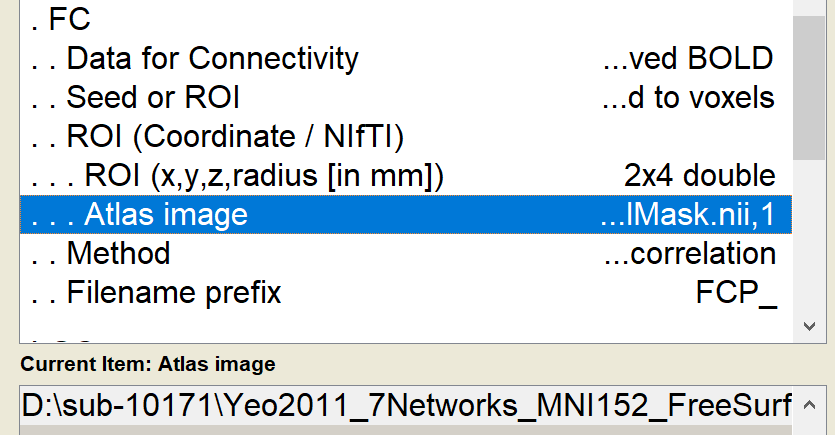 . FC
. . Data for Connectivity ...ved BOLD
. . Seed or ROI ...d to voxels
. . ROI (Coordinate / NIfTI)
. . . ROI (x,y,z,radius [in mm]) 2x4 double
. . . Atlas image ...lMask.nii,1
. . Method ...correlation
. . Filename prefix FCP_
Current Item: Atlas image
D:\sub-10171\Yeo2011_7Networks_MNI152_FreeSurf